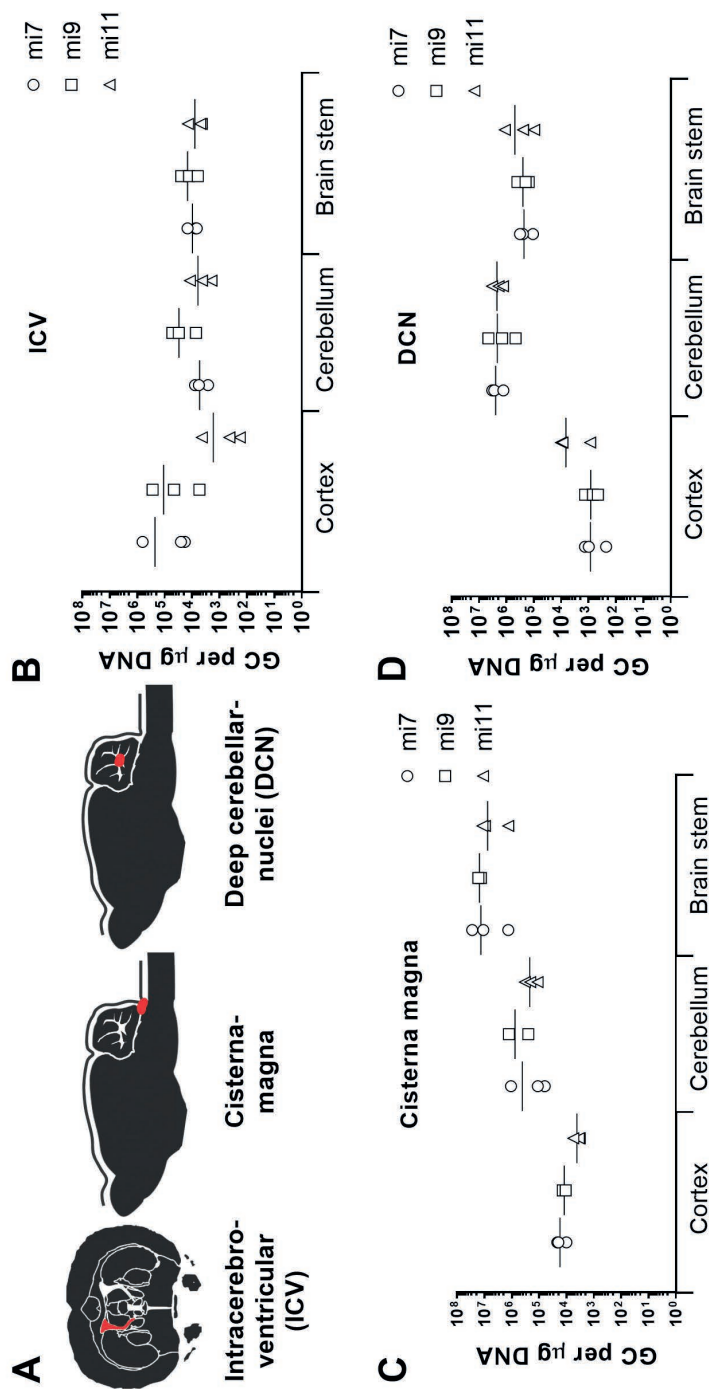 A
Intracerebro-
ventricular
(ICV)
Cisterna-
magna
Deep cerebellar-
nuclei (DCN)
B
ICV
GC per µg DNA
10⁸
10⁷
10⁶
10⁵
10⁴
10³
10²
10¹
10⁰
Cortex
Cerebellum
Brain stem
mi7
mi9
mi11
C
Cisterna magna
GC per µg DNA
10⁸
10⁷
10⁶
10⁵
10⁴
10³
10²
10¹
10⁰
Cortex
Cerebellum
Brain stem
mi7
mi9
mi11
D
DCN
GC per µg DNA
10⁸
10⁷
10⁶
10⁵
10⁴
10³
10²
10¹
10⁰
Cortex
Cerebellum
Brain stem
mi7
mi9
mi11